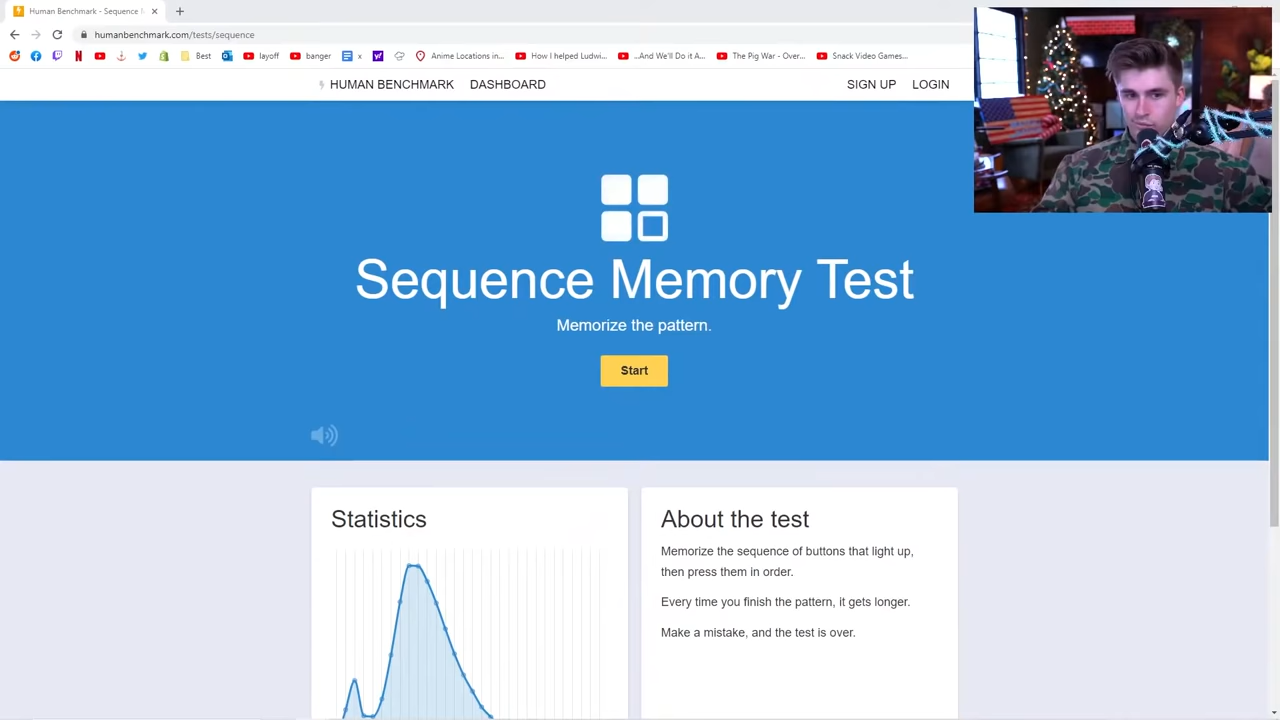 Human Benchmark - Sequence M
humanbenchmark.com/tests/sequence
Best
layoff
banger
x
Anime Locations in...
How I helped Ludwi...
...And We'll Do it A...
The Pig War - Over...
Snack Video Games...
HUMAN BENCHMARK
DASHBOARD
SIGN UP
LOGIN
Sequence Memory Test
Memorize the pattern.
Start
Statistics
About the test
Memorize the sequence of buttons that light up,
then press them in order.
Every time you finish the pattern, it gets longer.
Make a mistake, and the test is over.